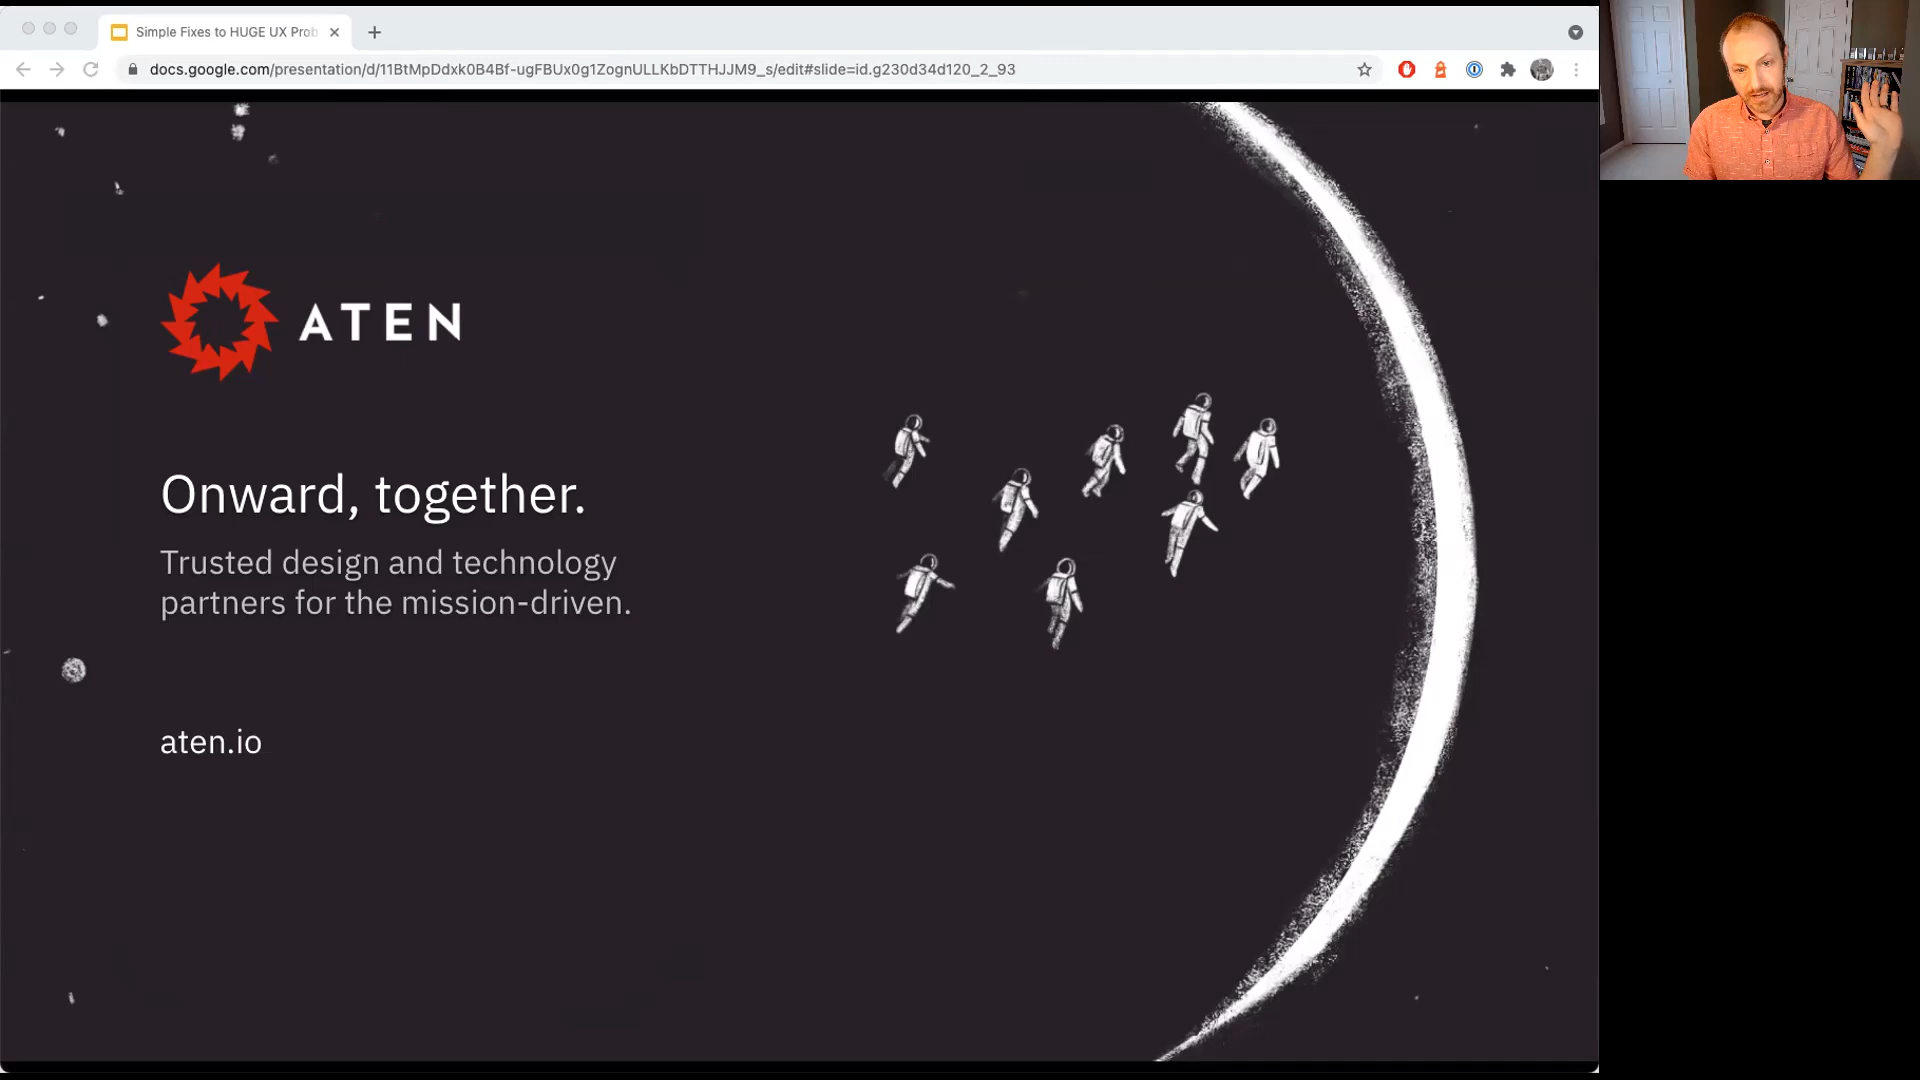 Simple Fixes to HUGE UX Prob
docs.google.com/presentation/d/11BtMpDdxk0B4Bf-ugFBUx0g1ZognULLKbDTTHJJM9_s/edit#slide=id.g230d34d120_2_93
ATEN
Onward, together.
Trusted design and technology
partners for the mission-driven.
aten.io